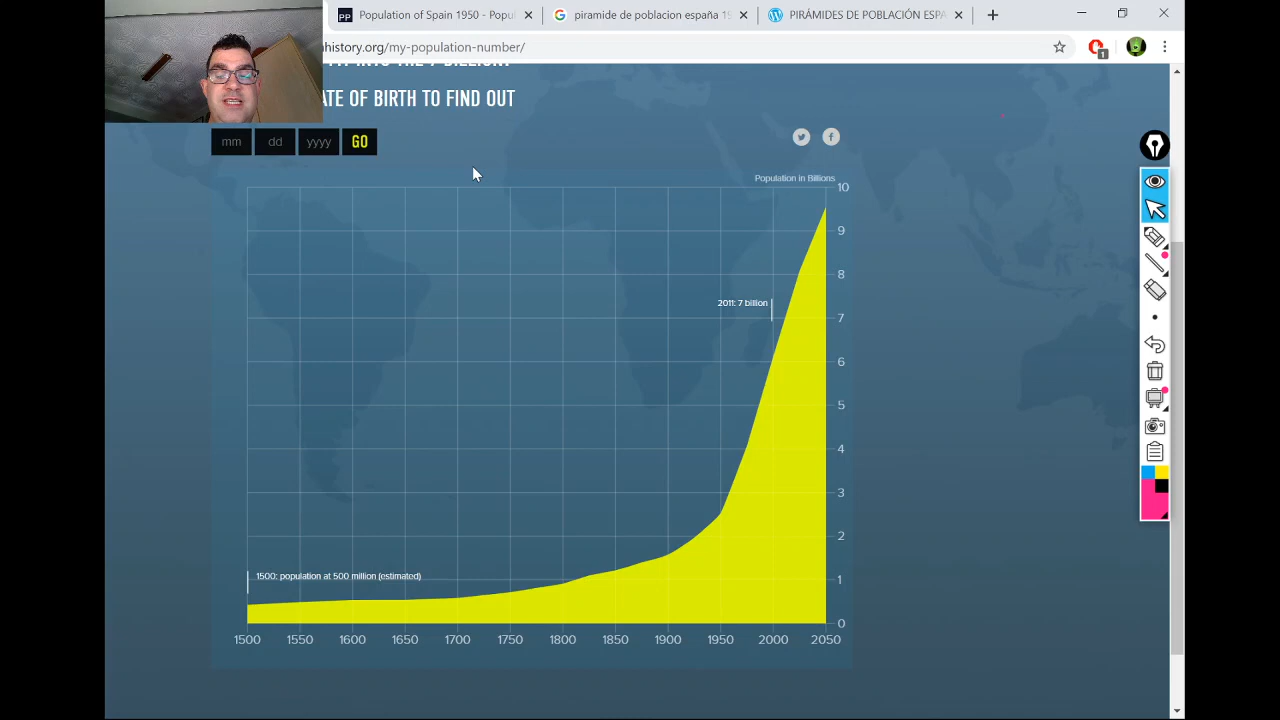 Population of Spain 1950 - Popu
piramide de poblacion españa 19
PIRÁMIDES DE POBLACIÓN ESPA
history.org/my-population-number/
ATE OF BIRTH TO FIND OUT
mm dd yyyy GO
Population in Billions
10
9
8
2011: 7 billion
7
6
5
4
3
2
1500: population at 500 million (estimated)
1
0
1500 1550 1600 1650 1700 1750 1800 1850 1900 1950 2000 2050